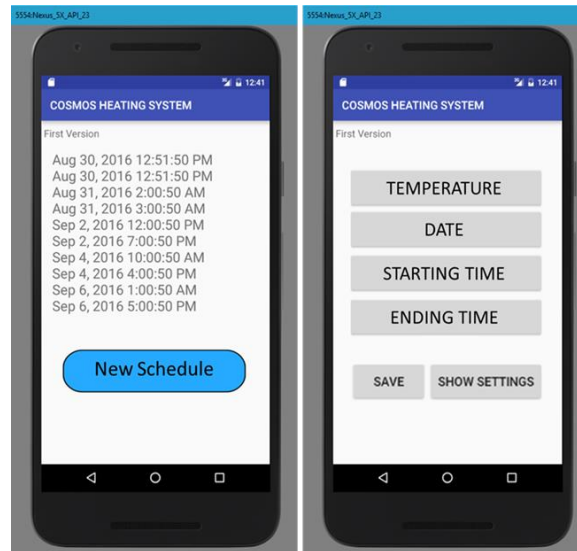 5554:Nexus_5X_API_23
12:41
COSMOS HEATING SYSTEM
First Version
Aug 30, 2016 12:51:50 PM
Aug 30, 2016 12:51:50 PM
Aug 31, 2016 2:00:50 AM
Aug 31, 2016 3:00:50 AM
Sep 2, 2016 12:00:50 PM
Sep 2, 2016 7:00:50 PM
Sep 4, 2016 10:00:50 AM
Sep 4, 2016 4:00:50 PM
Sep 6, 2016 1:00:50 AM
Sep 6, 2016 5:00:50 PM
New Schedule
5554:Nexus_5X_API_23
12:41
COSMOS HEATING SYSTEM
First Version
TEMPERATURE
DATE
STARTING TIME
ENDING TIME
SAVE SHOW SETTINGS